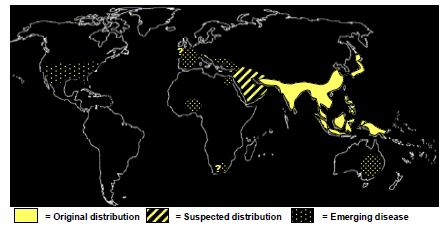 ?
?
= Original distribution = Suspected distribution = Emerging disease